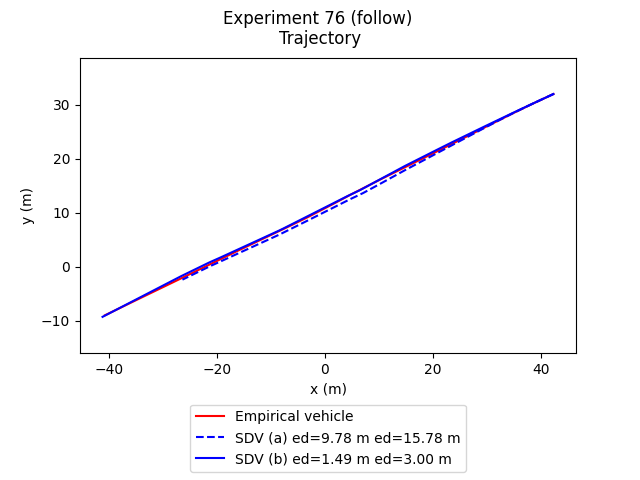 Experiment 76 (follow)
Trajectory
30
20
10
0
−10
y (m)
−40
−20
0
20
40
x (m)
Empirical vehicle
SDV (a) ed=9.78 m ed=15.78 m
SDV (b) ed=1.49 m ed=3.00 m